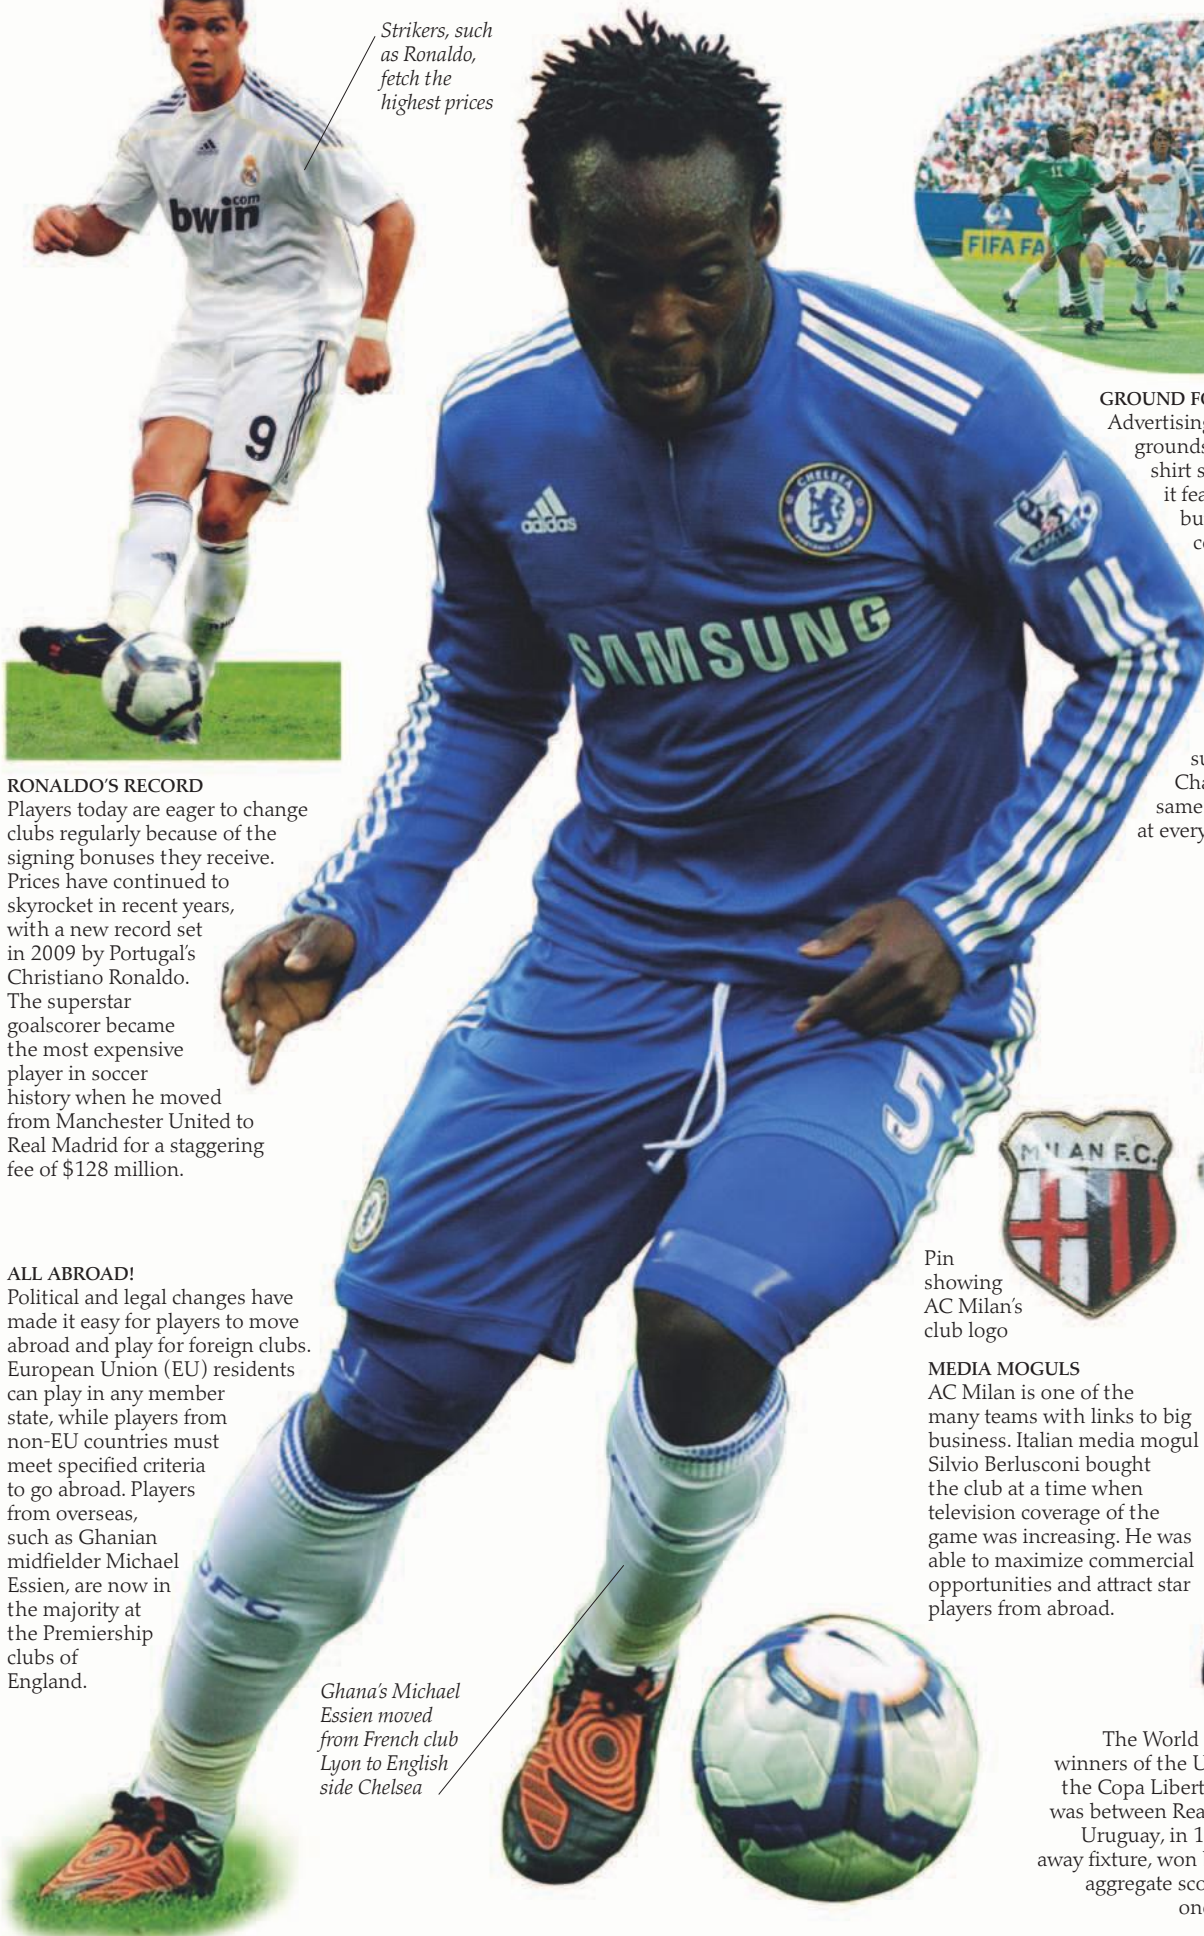 Strikers, such
as Ronaldo,
fetch the
highest prices
bwin
com
9
11
FIFA FA
GROUND FO
Advertising
grounds
shirt s
it fea
bu
co
adidas
CHELSEA
FOOTBALL CLUB
BARCLAYS
SAMSUNG
su
Cha
same
at every
RONALDO'S RECORD
Players today are eager to change
clubs regularly because of the
signing bonuses they receive.
Prices have continued to
skyrocket in recent years,
with a new record set
in 2009 by Portugal's
Christiano Ronaldo.
The superstar
goalscorer became
the most expensive
player in soccer
history when he moved
from Manchester United to
Real Madrid for a staggering
fee of $128 million.
5
ALL ABROAD!
Political and legal changes have
made it easy for players to move
abroad and play for foreign clubs.
European Union (EU) residents
can play in any member
state, while players from
non-EU countries must
meet specified criteria
to go abroad. Players
from overseas,
such as Ghanian
midfielder Michael
Essien, are now in
the majority at
the Premiership
clubs of
England.
CFC
Ghana's Michael
Essien moved
from French club
Lyon to English
side Chelsea
MILAN F.C.
Pin
showing
AC Milan's
club logo
MEDIA MOGULS
AC Milan is one of the
many teams with links to big
business. Italian media mogul
Silvio Berlusconi bought
the club at a time when
television coverage of the
game was increasing. He was
able to maximize commercial
opportunities and attract star
players from abroad.
The World
winners of the U
the Copa Libert
was between Rea
Uruguay, in 1
away fixture, won
aggregate sco
one